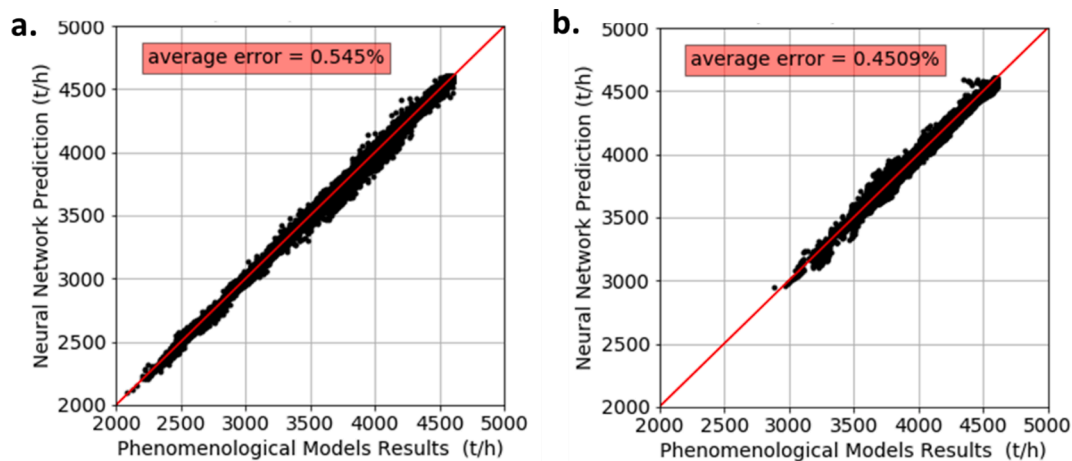 a.
average error = 0.545%
Neural Network Prediction (t/h)
5000
4500
4000
3500
3000
2500
2000
2000 2500 3000 3500 4000 4500 5000
Phenomenological Models Results (t/h)
b.
average error = 0.4509%
Neural Network Prediction (t/h)
5000
4500
4000
3500
3000
2500
2000
2000 2500 3000 3500 4000 4500 5000
Phenomenological Models Results (t/h)